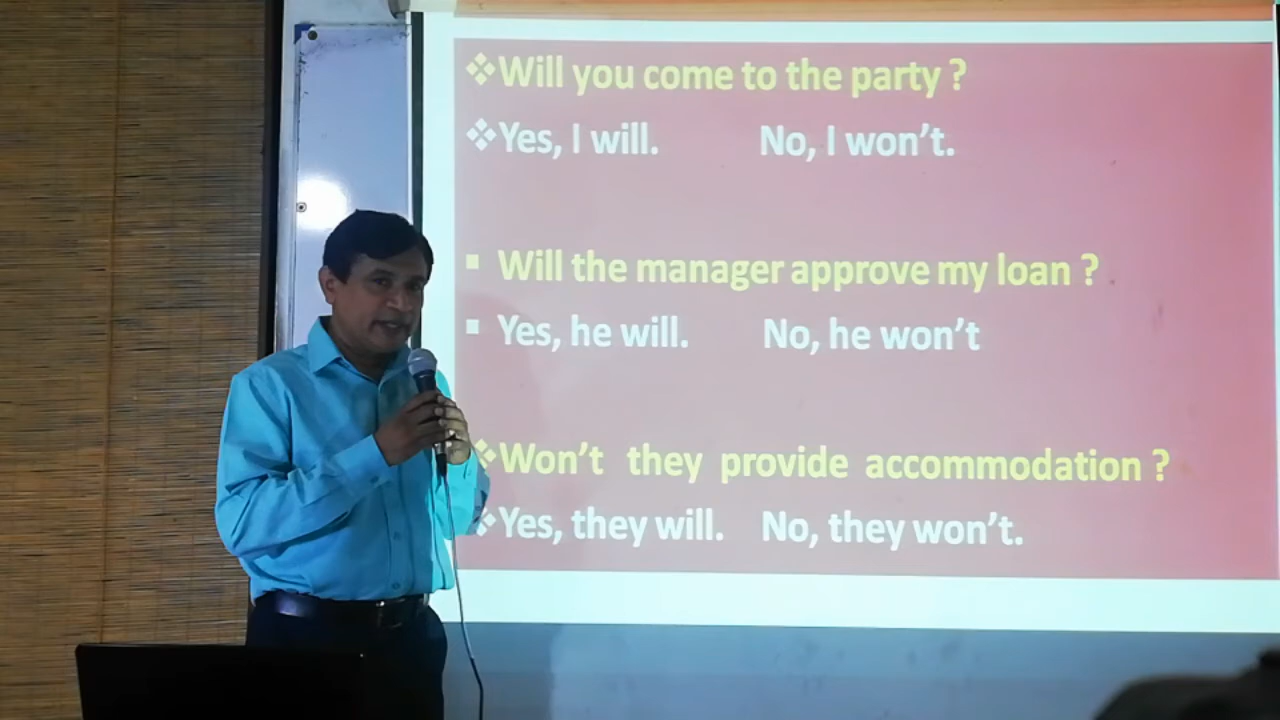 ❖Will you come to the party ?
❖Yes, I will. No, I won't.
▪ Will the manager approve my loan ?
▪ Yes, he will. No, he won't
❖Won't they provide accommodation ?
❖Yes, they will. No, they won't.